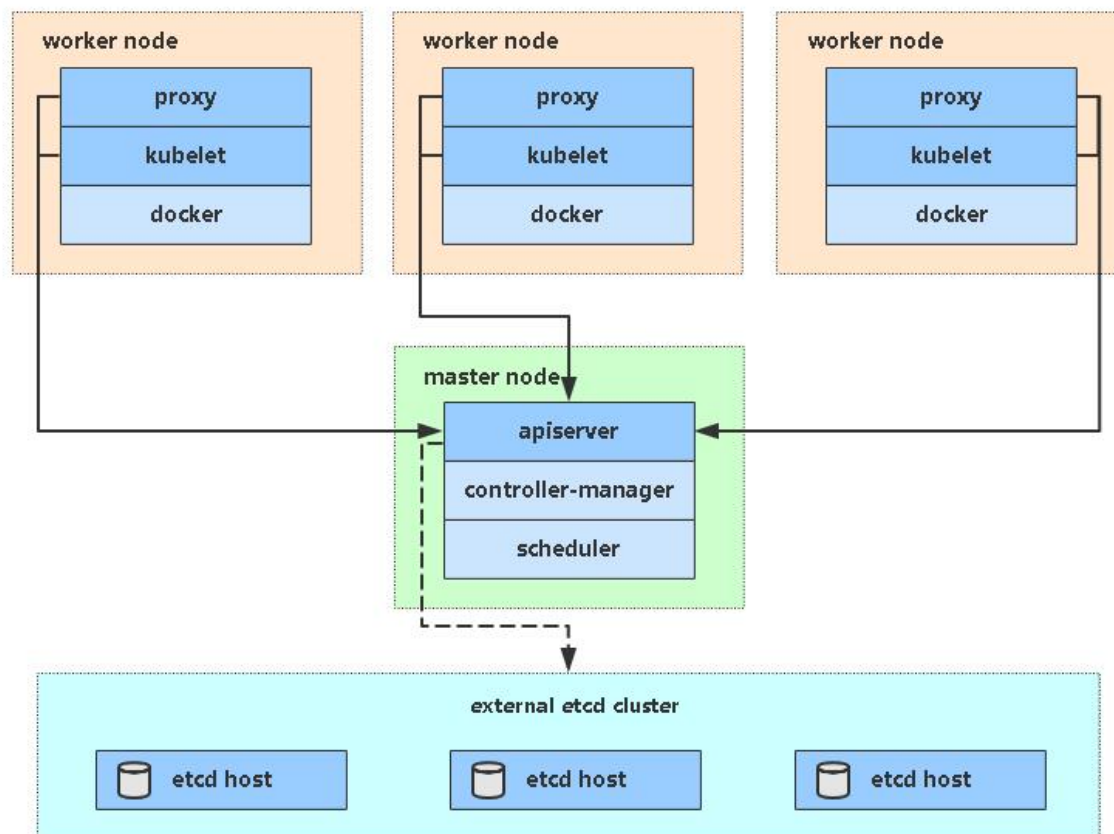 worker node
proxy
kubelet
docker
worker node
proxy
kubelet
docker
worker node
proxy
kubelet
docker
master node
apiserver
controller-manager
scheduler
external etcd cluster
etcd host
etcd host
etcd host